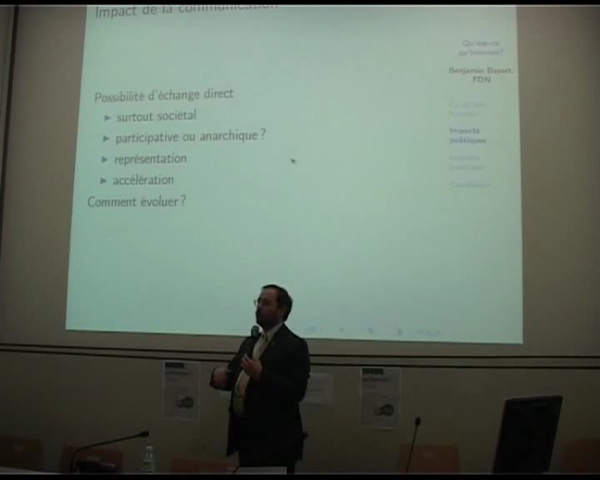 Impact de la communication
Possibilité d'échange direct
surtout sociétal
participative ou anarchique ?
représentation
accélération
Comment évoluer ?
Qu'est-ce
qu'Internet?
Benjamin Bayart,
FDN
Impacts
politiques